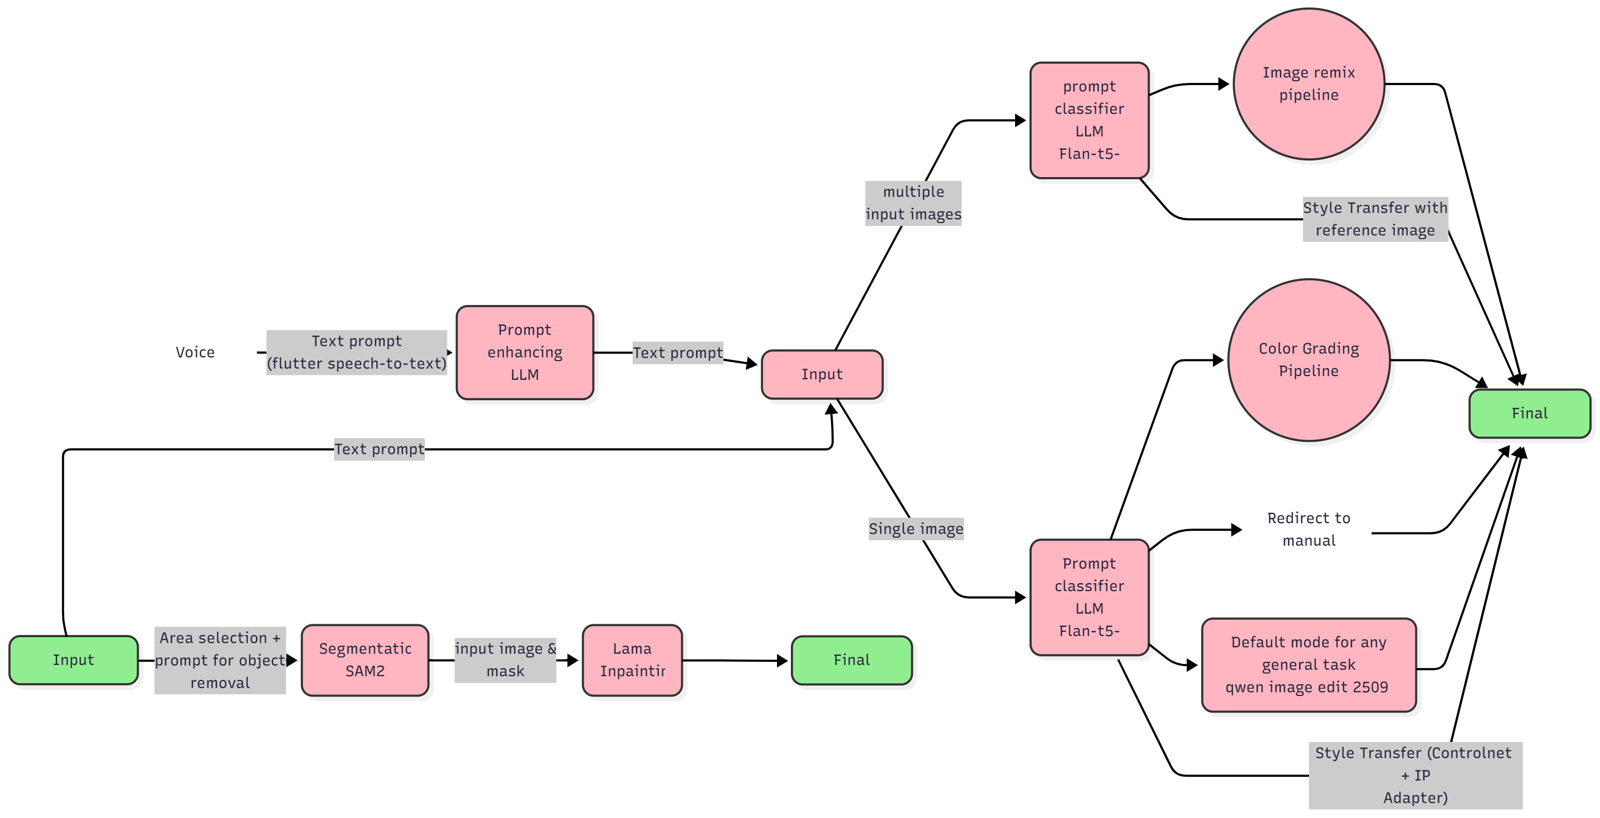 Image remix
pipeline
prompt
classifier
LLM
Flan-t5-
multiple
input images
Style Transfer with
reference image
Voice
Text prompt
(flutter speech-to-text)
Prompt
enhancing
LLM
Text prompt
Input
Color Grading
Pipeline
Final
Text prompt
Single image
Redirect to
manual
Prompt
classifier
LLM
Flan-t5-
Input
Area selection +
prompt for object
removal
Segmentatic
SAM2
input image &
mask
Lama
Inpaintir
Final
Default mode for any
general task
qwen image edit 2509
Style Transfer (Controlnet
+ IP
Adapter)